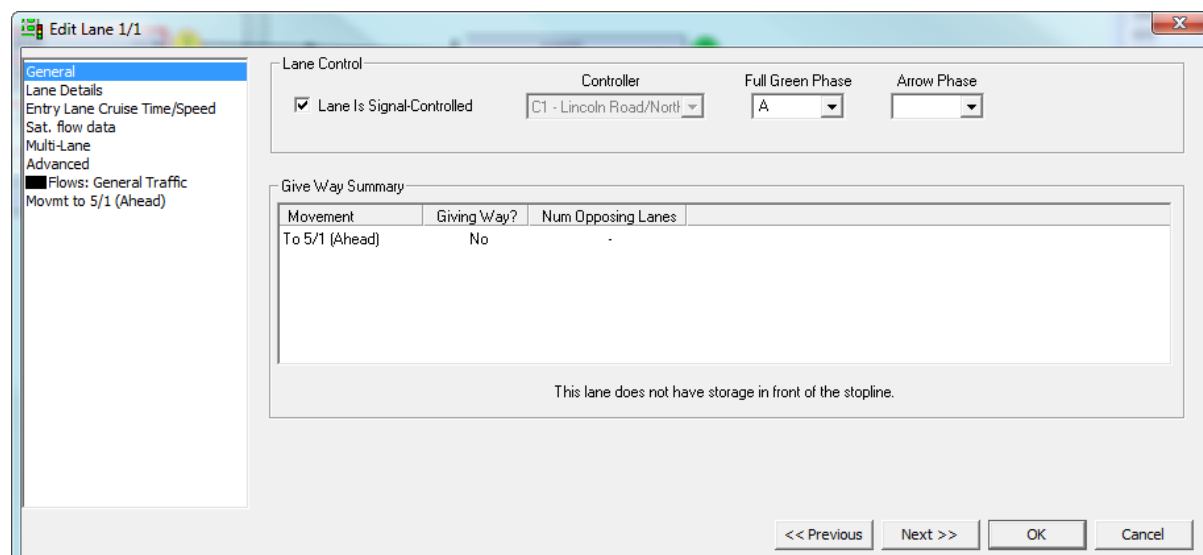 Edit Lane 1/1
X
General
Lane Details
Entry Lane Cruise Time/Speed
Sat. flow data
Multi-Lane
Advanced
Flows: General Traffic
Movmt to 5/1 (Ahead)
Lane Control
Controller Full Green Phase Arrow Phase
Lane Is Signal-Controlled C1 - Lincoln Road/North A
Give Way Summary
Movement Giving Way? Num Opposing Lanes
To 5/1 (Ahead) No -
This lane does not have storage in front of the stopline.
<< Previous Next >> OK Cancel